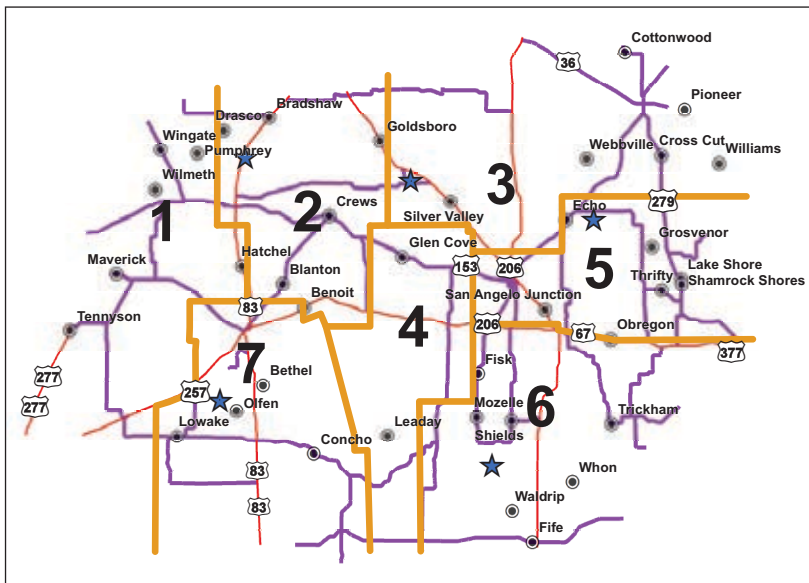 Cottonwood
36
Pioneer
Bradshaw
Drasco
Goldsboro
Wingate
Pumphrey
Webbville
Cross Cut
Williams
Wilmeth
3
1
2
Crews
Silver Valley
Echo
279
Grosvenor
Hatchel
Glen Cove
5
Maverick
Blanton
153
206
Lake Shore
Thrifty
Shamrock Shores
Benoit
83
San Angelo Junction
Tennyson
4
206
67
Obregon
377
7
277
277
257
Bethel
Fisk
Olfen
6
Lowake
Leaday
Mozelle
Shields
Trickham
Concho
83
83
Whon
Waldrip
Fife